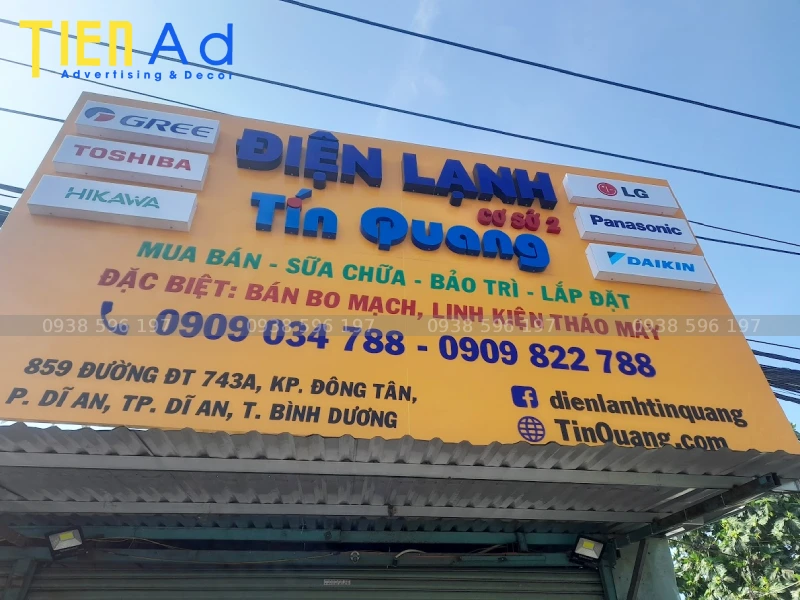 TIEN Ad
Advertising & Decor
GREE
TOSHIBA
HIKAWA
ĐIỆN LẠNH
CƠ SỞ 2
Tín Quang
LG
Panasonic
DAIKIN
MUA BÁN - SỮA CHỮA - BẢO TRÌ - LẮP ĐẶT
ĐẶC BIỆT: BÁN BO MẠCH, LINH KIỆN THÁO MÁY
0938 596 197 0938 596 197 0938 596 197 0938 596 197
0909 034 788 - 0909 822 788
859 ĐƯỜNG ĐT 743A, KP. ĐÔNG TÂN,
P. DĨ AN, TP. DĨ AN, T. BÌNH DƯƠNG
dienlanhtinquang
TinQuang.com